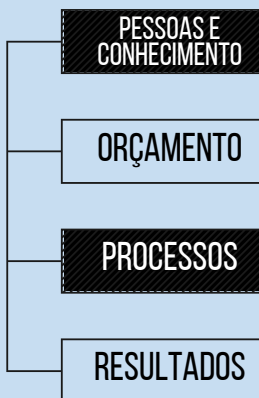 PESSOAS E
CONHECIMENTO
ORÇAMENTO
PROCESSOS
RESULTADOS